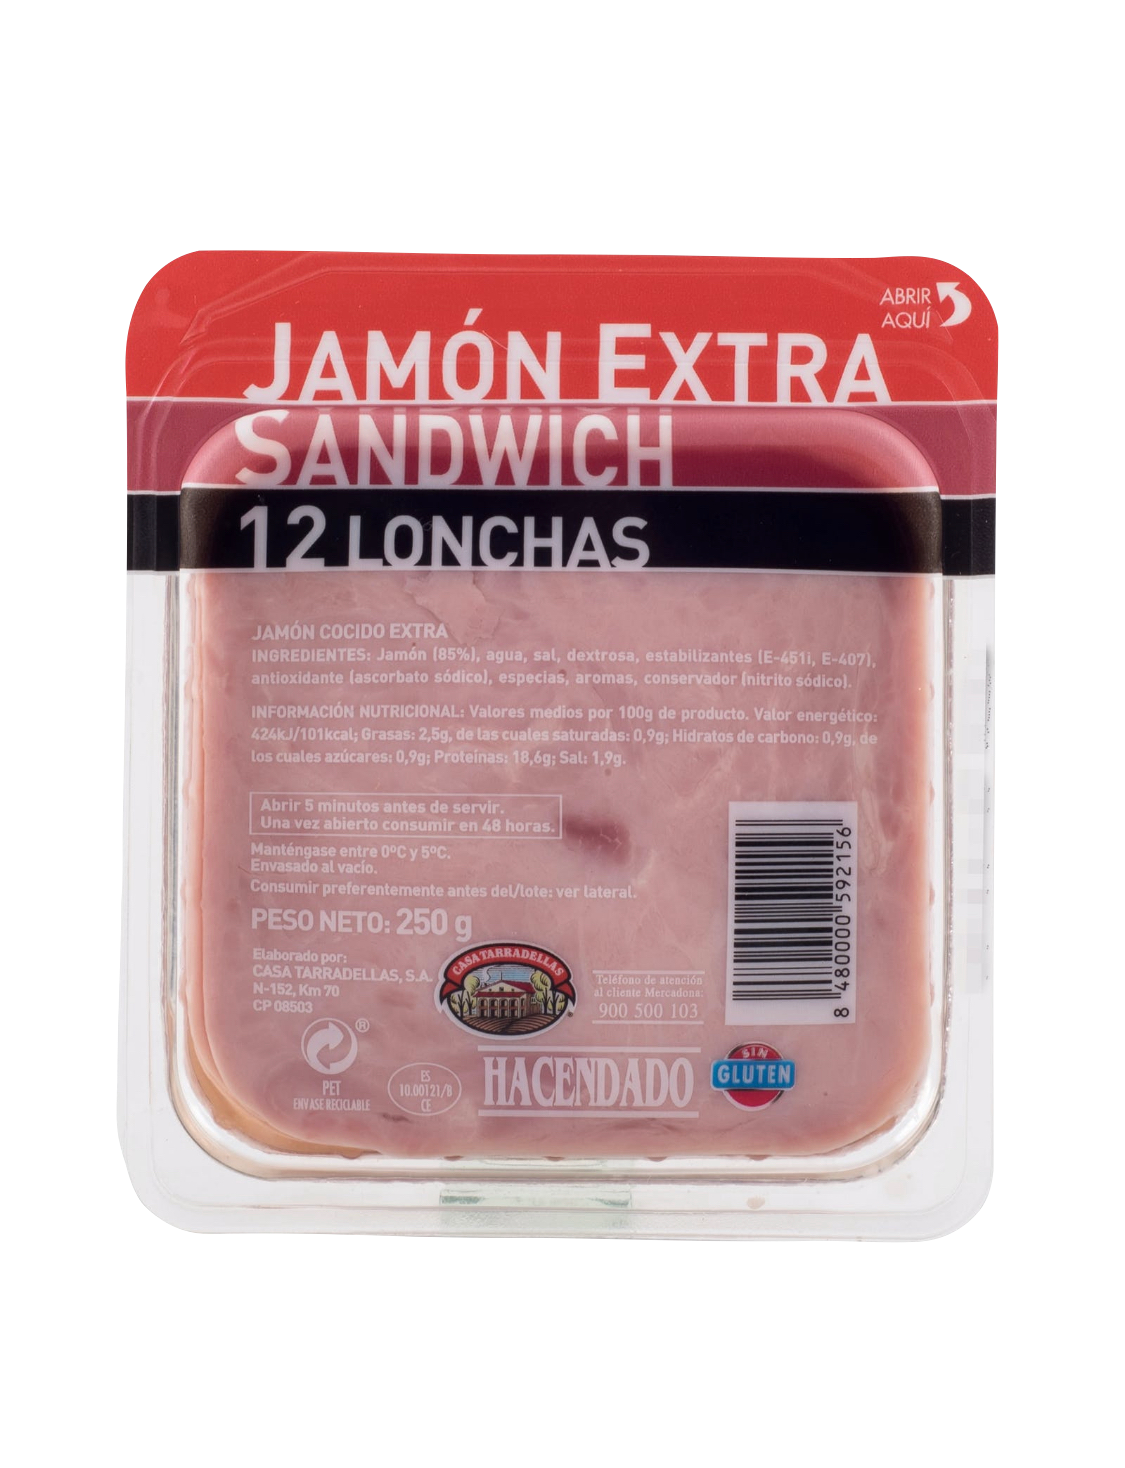 ABRIR
AQUÍ
JAMÓN EXTRA
SANDWICH
12 LONCHAS
JAMÓN COCIDO EXTRA
INGREDIENTES: Jamón (85%), agua, sal, dextrosa, estabilizantes (E-451i, E-407),
antioxidante (ascorbato sódico), especias, aromas, conservador (nitrito sódico).
INFORMACIÓN NUTRICIONAL: Valores medios por 100g de producto. Valor energético:
424kJ/101kcal; Grasas: 2,5g, de las cuales saturadas: 0,9g; Hidratos de carbono: 0,9g, de
los cuales azúcares: 0,9g; Proteínas: 18,6g; Sal: 1,9g.
Abrir 5 minutos antes de servir.
Una vez abierto consumir en 48 horas.
Manténgase entre 0ºC y 5ºC.
Envasado al vacío.
Consumir preferentemente antes del/lote: ver lateral.
PESO NETO: 250 g
Elaborado por:
CASA TARRADELLAS, S.A.
N-152, Km 70
CP 08503
CASA TARRADELLAS
Teléfono de atención
al cliente Mercadona:
900 500 103
8 480000 592156
®
PET
ENVASE RECICLABLE
ES
10.00121/B
CE
HACENDADO
SIN
GLUTEN